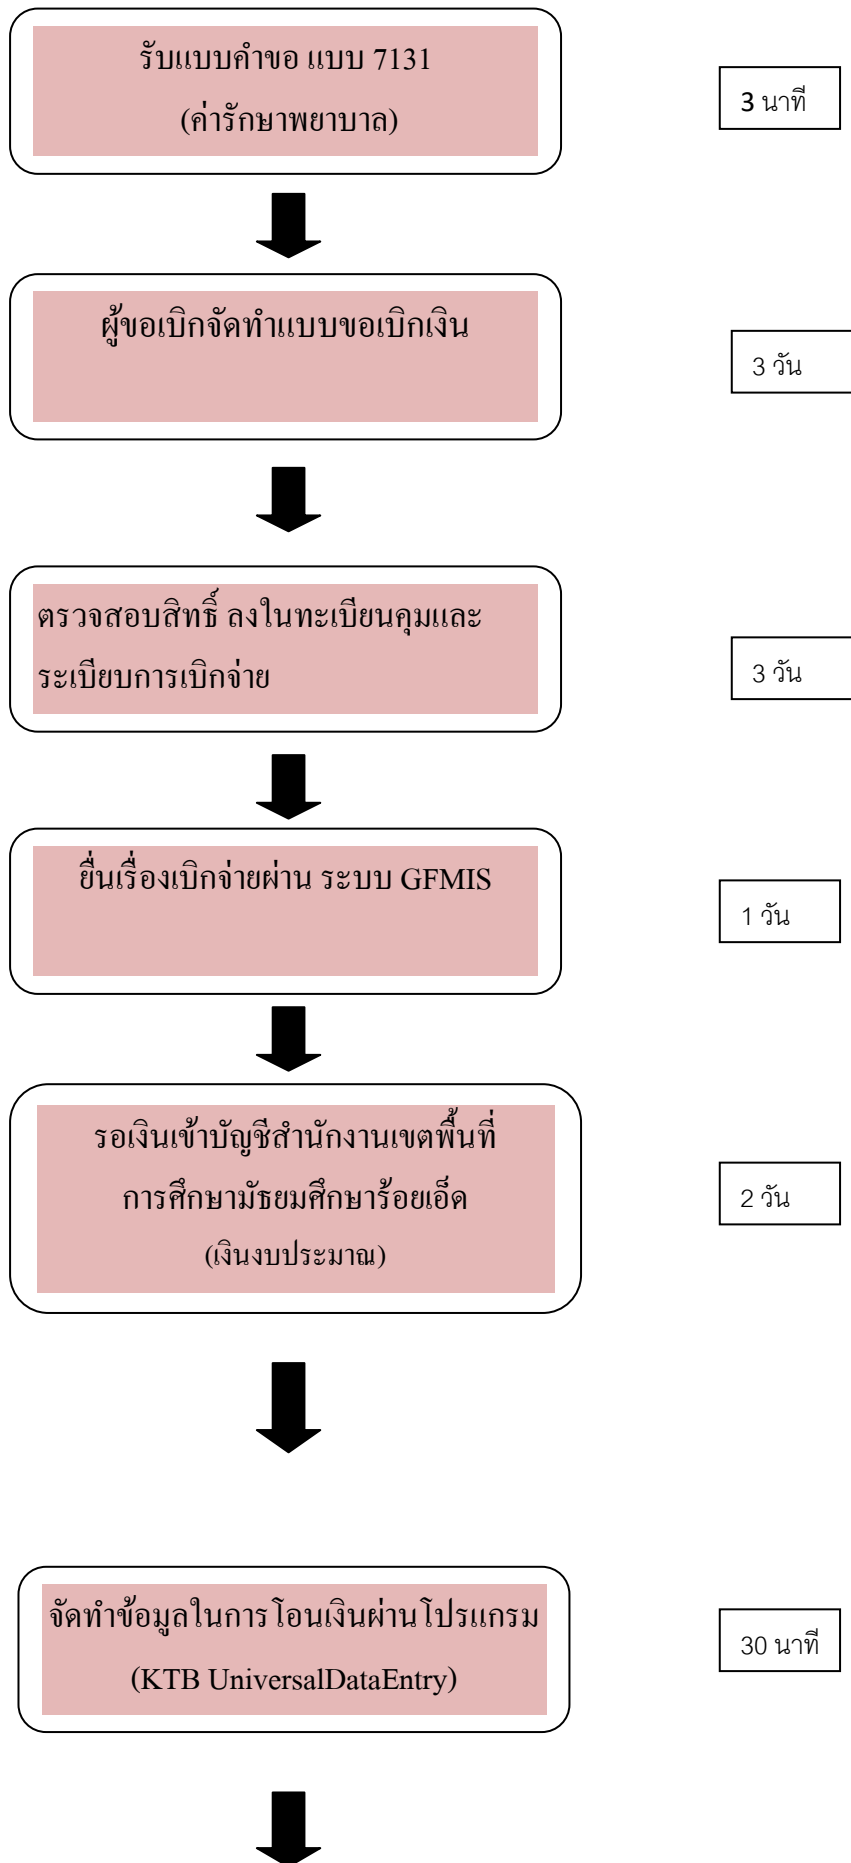 รับแบบคำขอ แบบ 7131
(ค่ารักษาพยาบาล)
3 นาที
ผู้ขอเบิกจัดทำแบบขอเบิกเงิน
3 วัน
ตรวจสอบสิทธิ์ ลงในทะเบียนคุมและ
ระเบียบการเบิกจ่าย
3 วัน
ยื่นเรื่องเบิกจ่ายผ่าน ระบบ GFMIS
1 วัน
รอเงินเข้าบัญชีสำนักงานเขตพื้นที่
การศึกษามัธยมศึกษาร้อยเอ็ด
(เงินงบประมาณ)
2 วัน
จัดทำข้อมูลในการโอนเงินผ่านโปรแกรม
(KTB UniversalDataEntry)
30 นาที